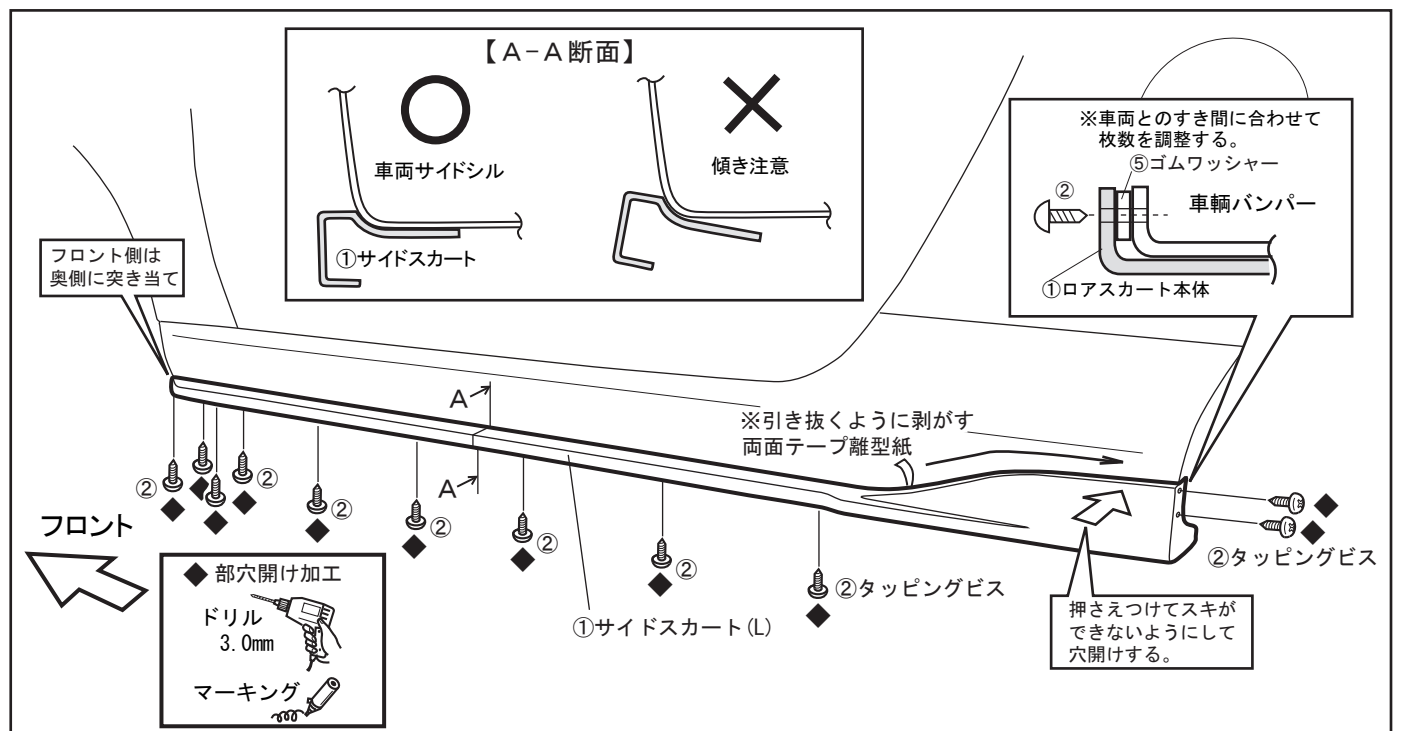 【A-A断面】
車両サイドシル
①サイドスカート
傾き注意
※車両とのすき間に合わせて
枚数を調整する。
⑤ゴムワッシャー
②
車輌バンパー
①ロアスカート本体
フロント側は
奥側に突き当て
A
A
※引き抜くように剥がす
両面テープ離型紙
②
②
②
②
②
②
②タッピングビス
②タッピングビス
フロント
◆部穴開け加工
ドリル
3.0mm
マーキング
①サイドスカート(L)
押さえつけてスキが
できないようにして
穴開けする。